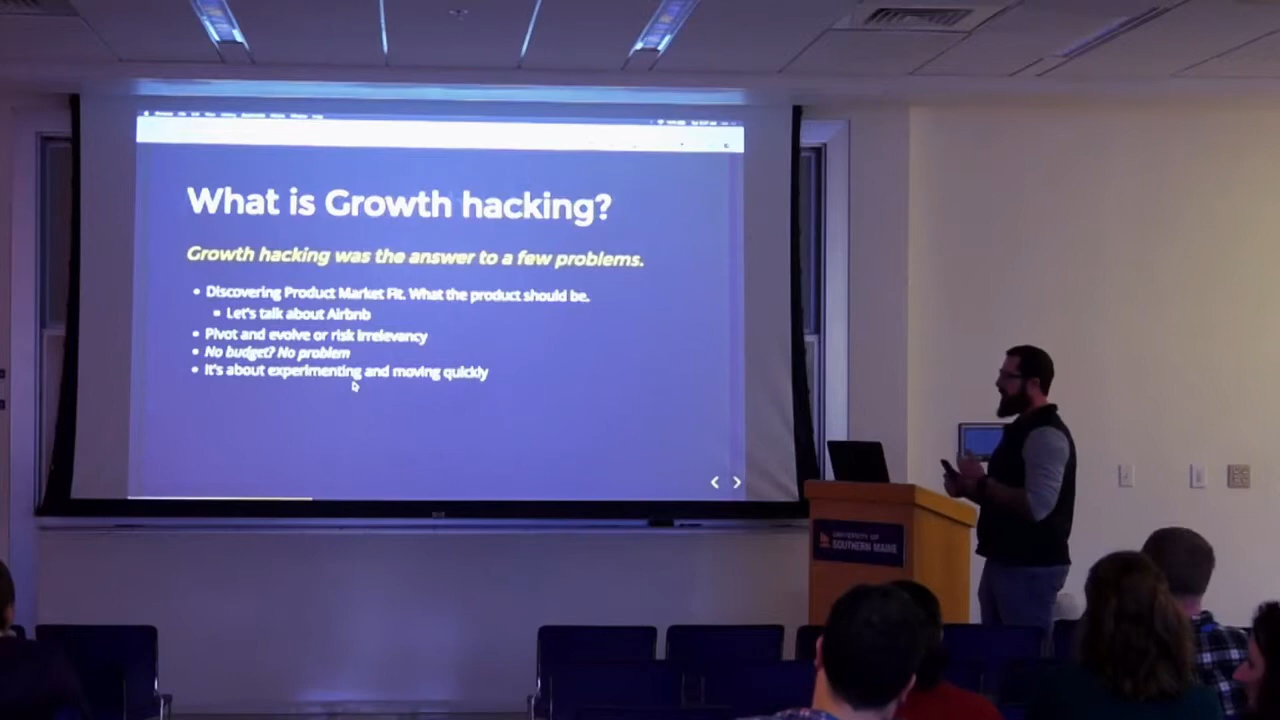 What is Growth hacking?
Growth hacking was the answer to a few problems.
• Discovering Product Market Fit. What the product should be.
▪ Let's talk about Airbnb
• Pivot and evolve or risk irrelevancy
• No budget? No problem
• It's about experimenting and moving quickly
UNIVERSITY OF
SOUTHERN MAINE